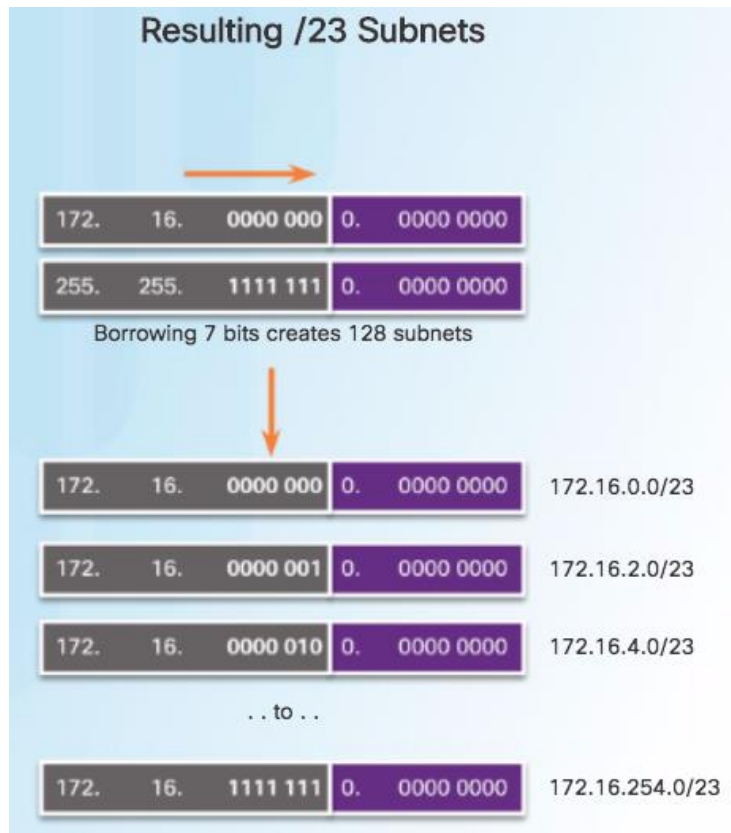 Resulting /23 Subnets
172. 16. 0000 000 0. 0000 0000
255. 255. 1111 111 0. 0000 0000
Borrowing 7 bits creates 128 subnets
172. 16. 0000 000 0. 0000 0000 172.16.0.0/23
172. 16. 0000 001 0. 0000 0000 172.16.2.0/23
172. 16. 0000 010 0. 0000 0000 172.16.4.0/23
. . to . .
172. 16. 1111 111 0. 0000 0000 172.16.254.0/23